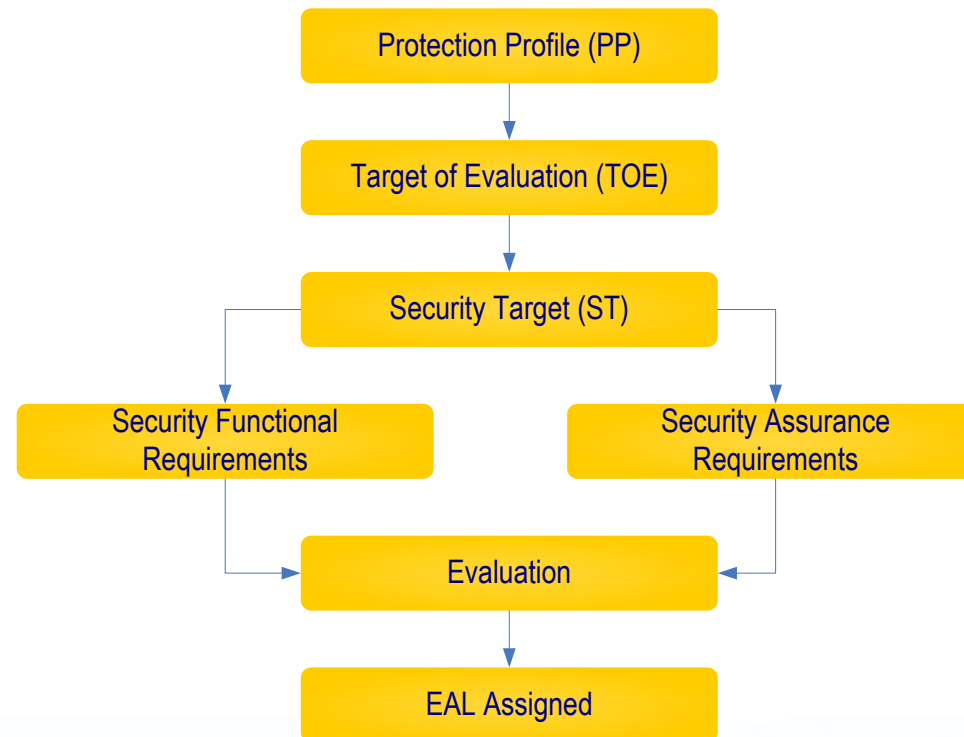 Protection Profile (PP)
Target of Evaluation (TOE)
Security Target (ST)
Security Functional
Requirements
Security Assurance
Requirements
Evaluation
EAL Assigned